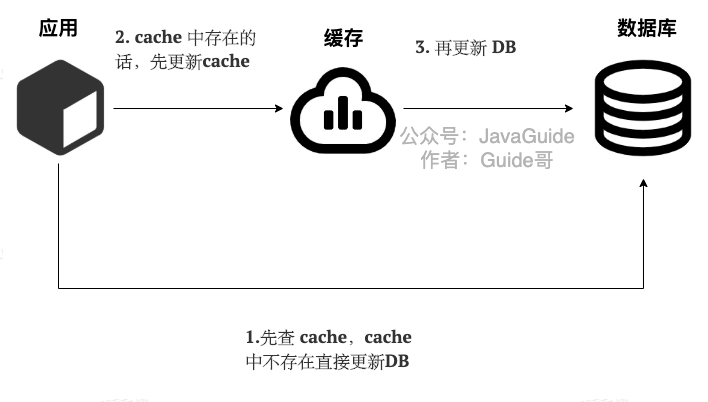 应用
缓存
数据库
2. cache 中存在的
话，先更新cache
3. 再更新 DB
公众号：JavaGuide
作者：Guide哥
1.先查 cache，cache
中不存在直接更新DB